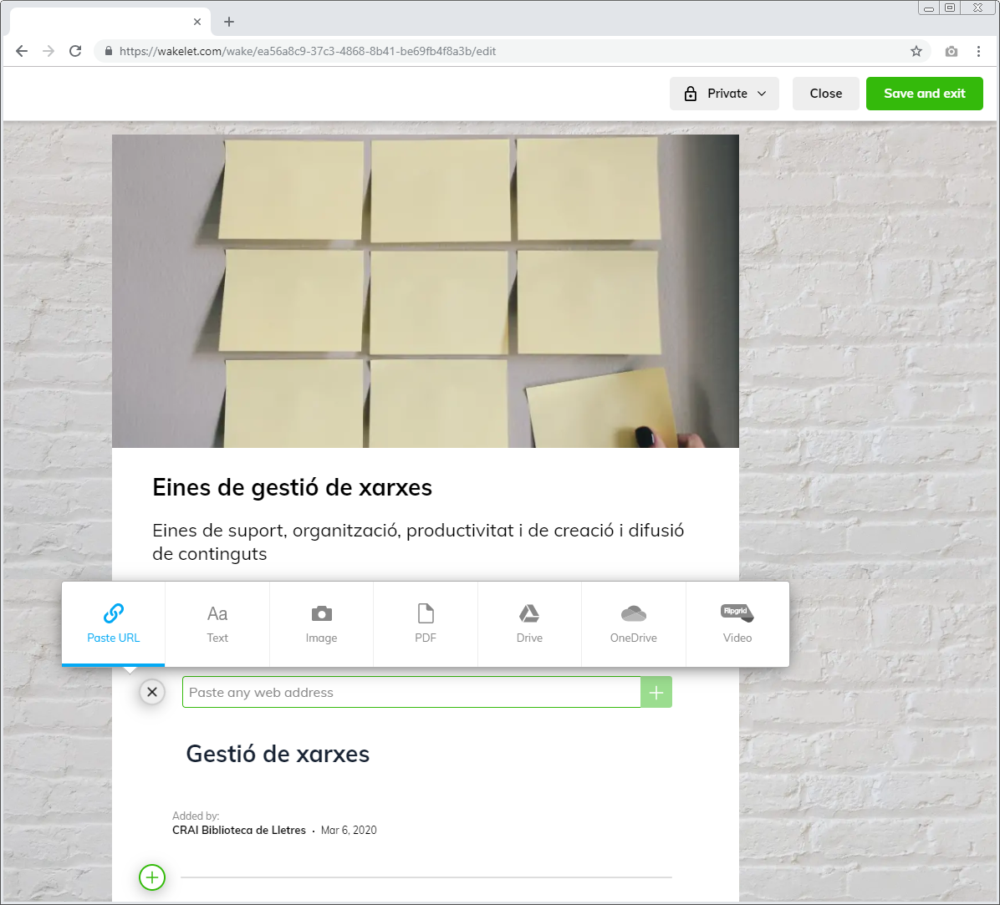 https://wakelet.com/wake/ea56a8c9-37c3-4868-8b41-be69fb4f8a3b/edit
Private
Close
Save and exit
Eines de gestió de xarxes
Eines de suport, organització, productivitat i de creació i difusió
de continguts
Paste URL
Aa
Text
Image
PDF
Drive
OneDrive
Flipgrid
Video
Paste any web address
Gestió de xarxes
Added by:
CRAI Biblioteca de Lletres · Mar 6, 2020